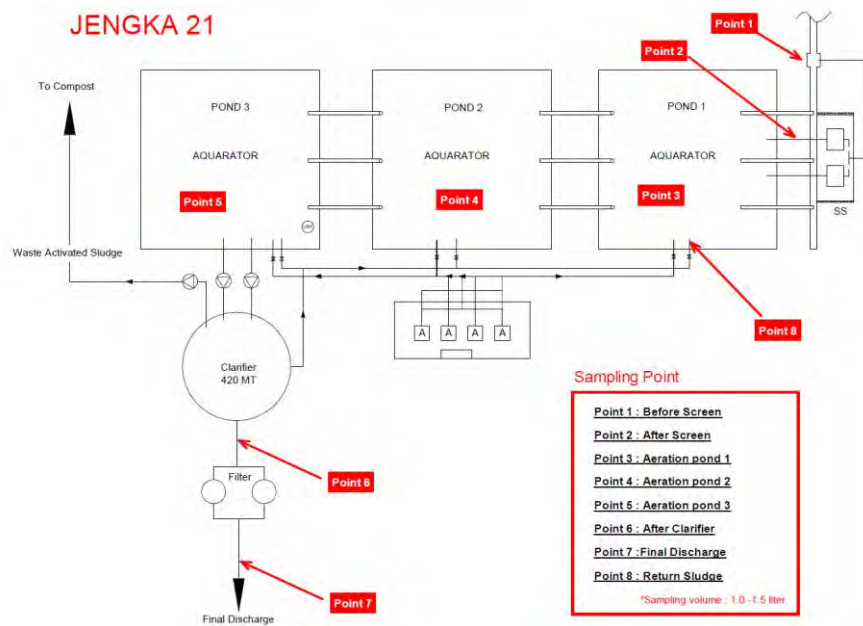 JENGKA 21
Point 1
Point 2
To Compost
POND 3
POND 2
POND 1
AQUARATOR
AQUARATOR
AQUARATOR
Point 5
Point 4
Point 3
SS
Waste Activated Sludge
A
A
A
A
Point 8
Clarifier
420 MT
Sampling Point
Point 1 : Before Screen
Point 2 : After Screen
Point 3 : Aeration pond 1
Point 4 : Aeration pond 2
Point 5 : Aeration pond 3
Point 6 : After Clarifier
Point 7 :Final Discharge
Point 8 : Return Sludge
*Sampling volume : 1.0 -1.5 liter
Filter
Point 6
Point 7
Final Discharge